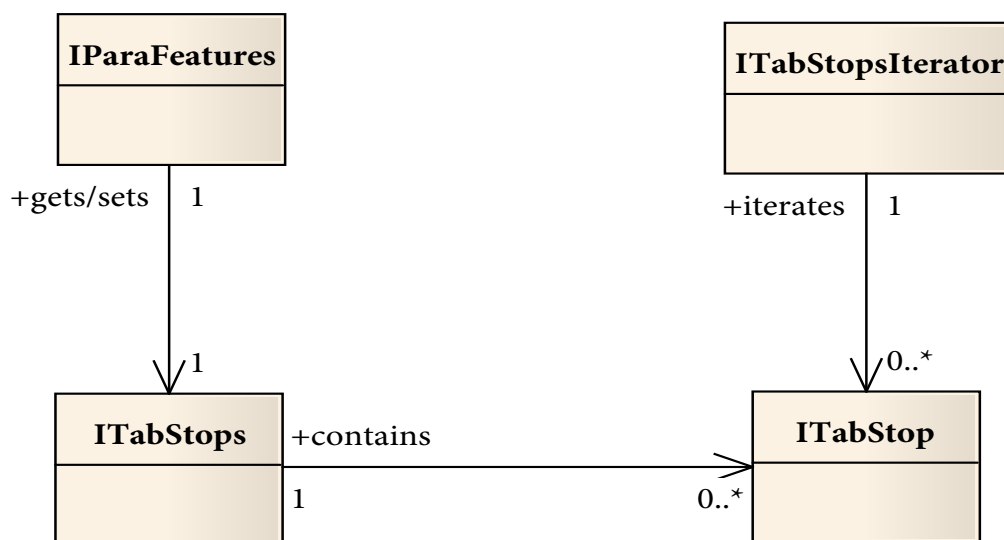 IParaFeatures
ITabStopsIterator
+gets/sets 1
+iterates 1
1
0..*
ITabStops
+contains
ITabStop
1
0..*